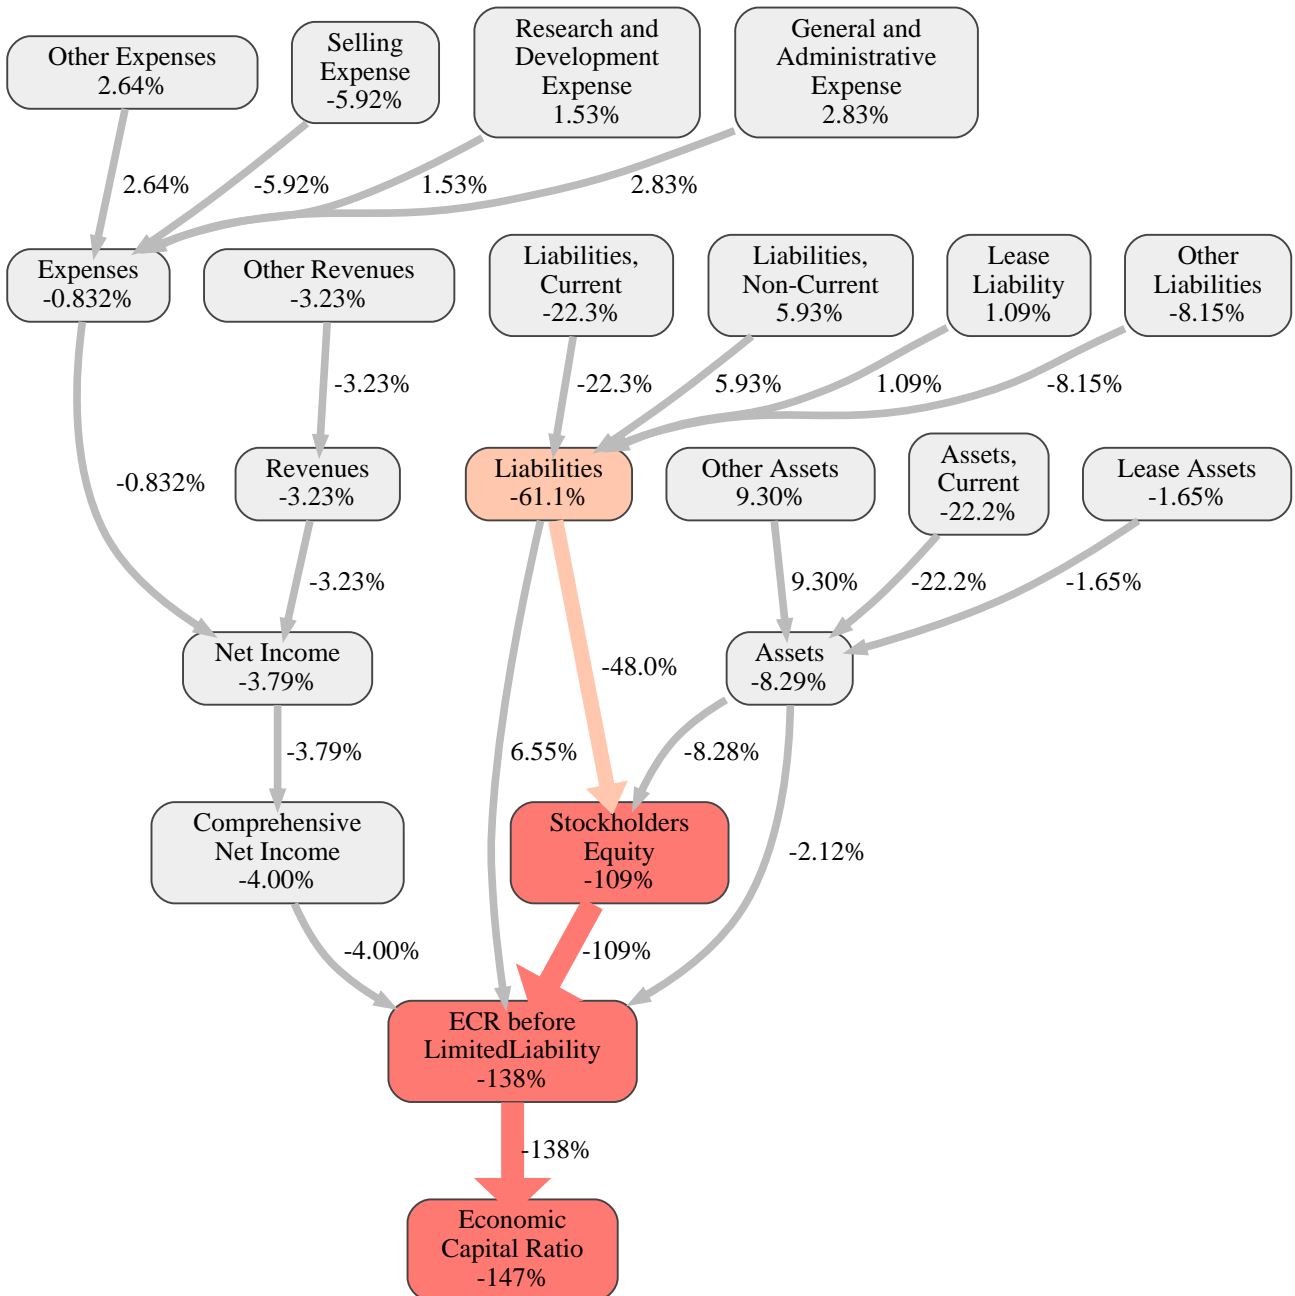 Other Expenses
2.64%
Selling
Expense
-5.92%
Research and
Development
Expense
1.53%
General and
Administrative
Expense
2.83%
2.64%
-5.92%
1.53%
2.83%
Expenses
-0.832%
Other Revenues
-3.23%
Liabilities,
Current
-22.3%
Liabilities,
Non-Current
5.93%
Lease
Liability
1.09%
Other
Liabilities
-8.15%
-3.23%
-22.3%
5.93%
1.09%
-8.15%
-0.832%
Revenues
-3.23%
Liabilities
-61.1%
Other Assets
9.30%
Assets,
Current
-22.2%
Lease Assets
-1.65%
-3.23%
9.30%
-22.2%
-1.65%
Net Income
-3.79%
-48.0%
Assets
-8.29%
-3.79%
6.55%
-8.28%
Comprehensive
Net Income
-4.00%
Stockholders
Equity
-109%
-2.12%
-4.00%
-109%
ECR before
LimitedLiability
-138%
-138%
Economic
Capital Ratio
-147%